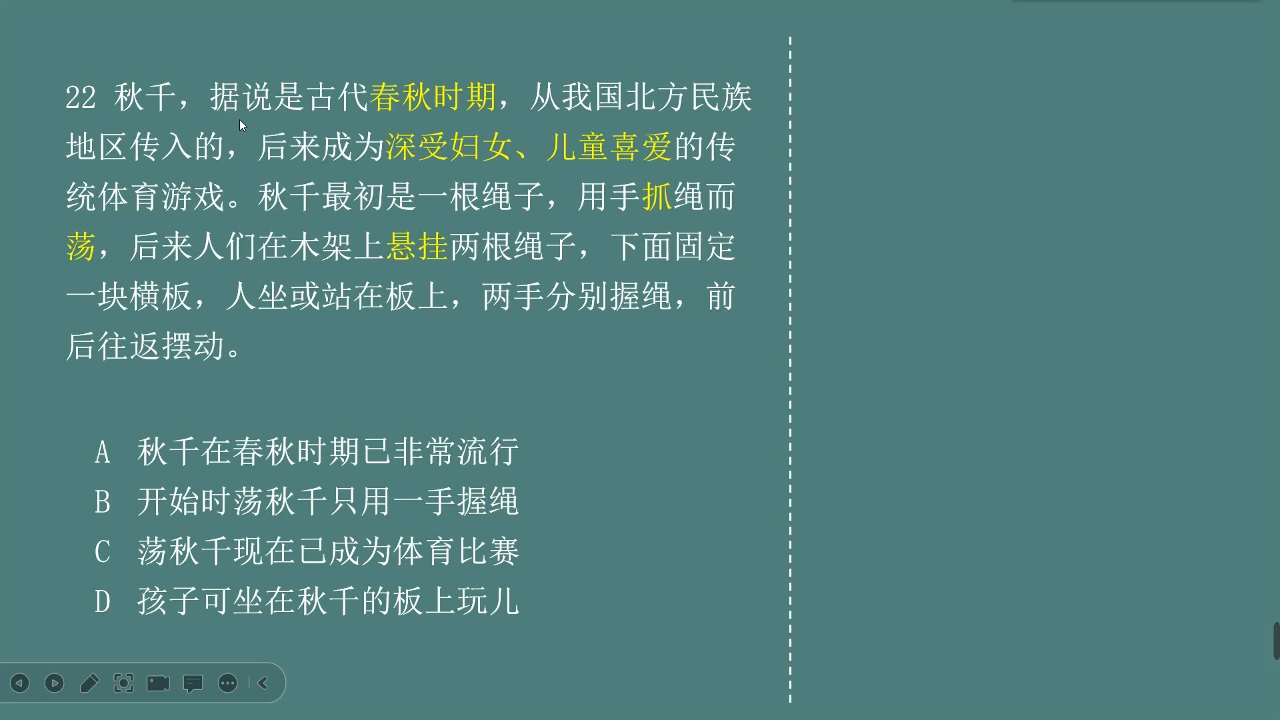 22 秋千，据说是古代春秋时期，从我国北方民族
地区传入的，后来成为深受妇女、儿童喜爱的传
统体育游戏。秋千最初是一根绳子，用手抓绳而
荡，后来人们在木架上悬挂两根绳子，下面固定
一块横板，人坐或站在板上，两手分别握绳，前
后往返摆动。
A 秋千在春秋时期已非常流行
B 开始时荡秋千只用一手握绳
C 荡秋千现在已成为体育比赛
D 孩子可坐在秋千的板上玩儿